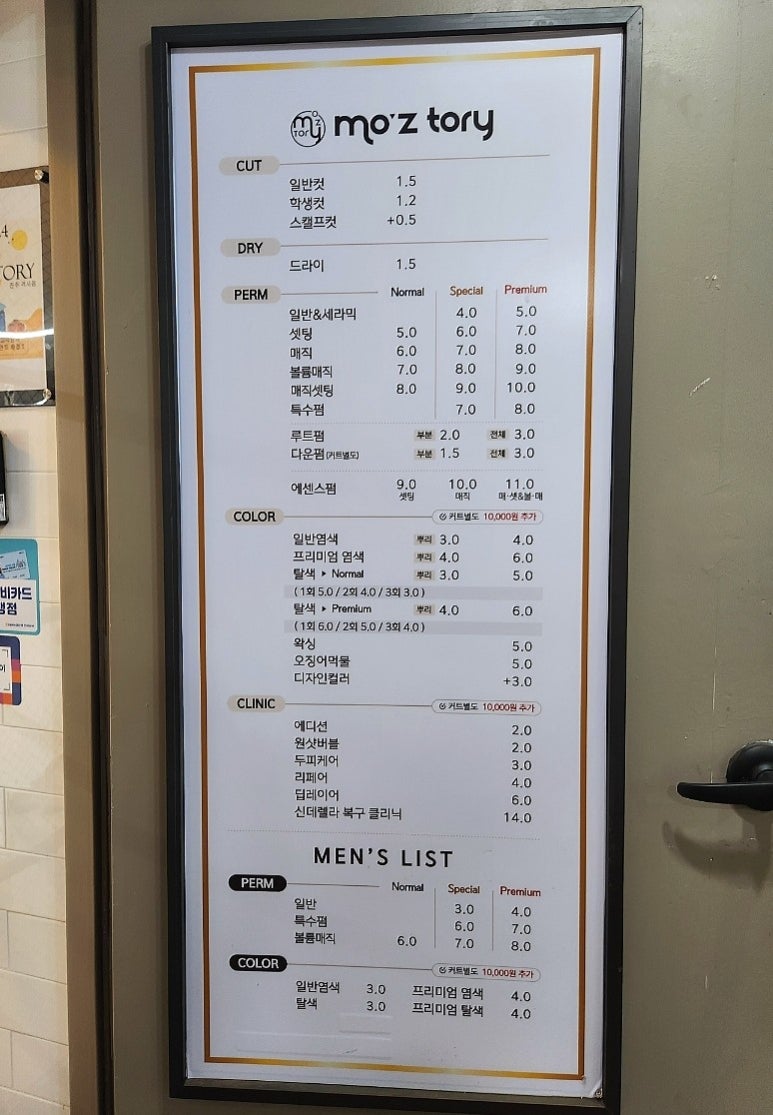 mo'z tory
CUT
일반컷 1.5
학생컷 1.2
스캘프컷 +0.5
DRY
드라이 1.5
PERM Normal Special Premium
일반&세라믹 4.0 5.0
셋팅 5.0 6.0 7.0
매직 6.0 7.0 8.0
볼륨매직 7.0 8.0 9.0
매직셋팅 8.0 9.0 10.0
특수펌 7.0 8.0
루트펌 부분 2.0 전체 3.0
다운펌(커트별도) 부분 1.5 전체 3.0
에센스펌 9.0 10.0 11.0
셋팅 매직 매·셋&볼·매
COLOR 커트별도 10,000원 추가
일반염색 뿌리 3.0 4.0
프리미엄 염색 뿌리 4.0 6.0
탈색 ▶ Normal 뿌리 3.0 5.0
( 1회 5.0 / 2회 4.0 / 3회 3.0 )
탈색 ▶ Premium 뿌리 4.0 6.0
( 1회 6.0 / 2회 5.0 / 3회 4.0 )
왁싱 5.0
오징어먹물 5.0
디자인컬러 +3.0
CLINIC 커트별도 10,000원 추가
에디션 2.0
원샷버블 2.0
두피케어 3.0
리페어 4.0
딥레이어 6.0
신데렐라 복구 클리닉 14.0
MEN'S LIST
PERM Normal Special Premium
일반 3.0 4.0
특수펌 6.0 7.0
볼륨매직 6.0 7.0 8.0
COLOR 커트별도 10,000원 추가
일반염색 3.0 프리미엄 염색 4.0
탈색 3.0 프리미엄 탈색 4.0
TORY
비카드